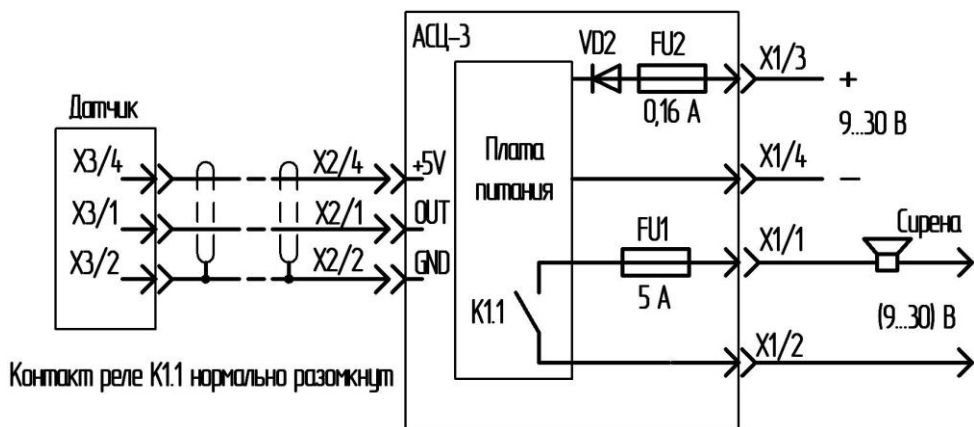 АСЦ-3
VD2
FU2
X1/3
+
0,16 А
9...30 В
Датчик
X3/4
X2/4
+5V
Плата
питания
X1/4
−
X3/1
X2/1
OUT
FU1
X1/1
Сирена
X3/2
X2/2
GND
5 А
K1.1
(9...30) В
X1/2
Контакт реле K1.1 нормально разомкнут